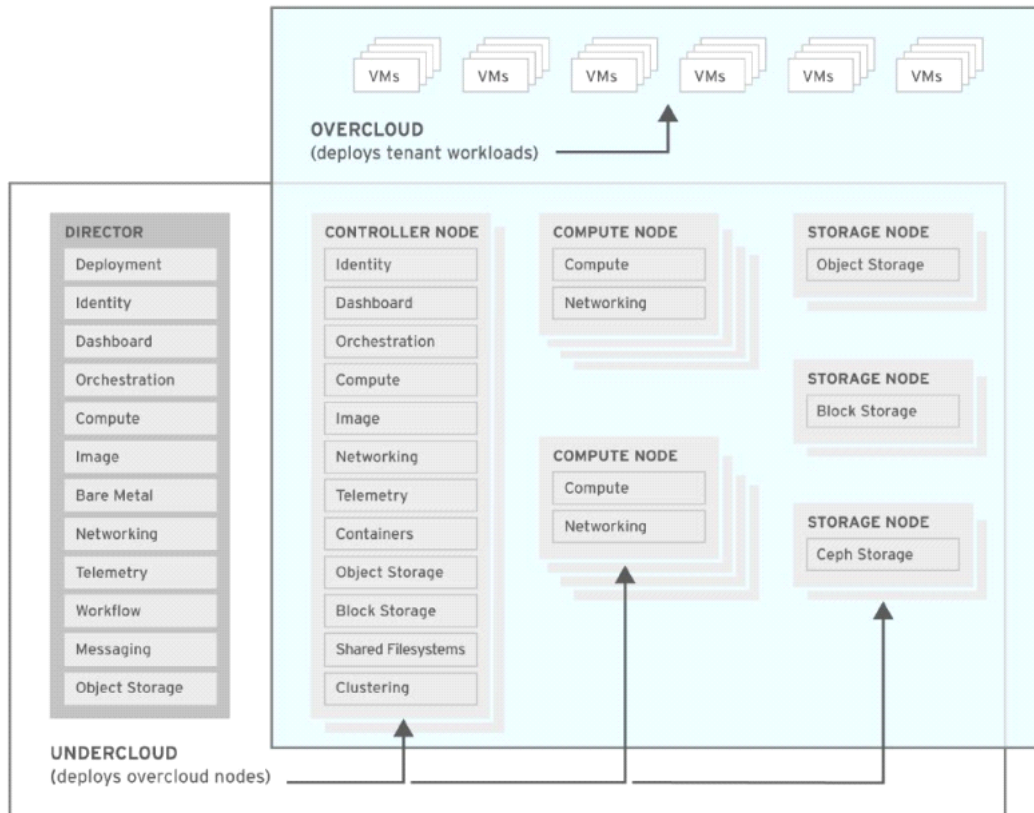 VMs
VMs
VMs
VMs
VMs
VMs
OVERCLOUD
(deploys tenant workloads)
DIRECTOR
Deployment
Identity
Dashboard
Orchestration
Compute
Image
Bare Metal
Networking
Telemetry
Workflow
Messaging
Object Storage
CONTROLLER NODE
Identity
Dashboard
Orchestration
Compute
Image
Networking
Telemetry
Containers
Object Storage
Block Storage
Shared Filesystems
Clustering
COMPUTE NODE
Compute
Networking
COMPUTE NODE
Compute
Networking
STORAGE NODE
Object Storage
STORAGE NODE
Block Storage
STORAGE NODE
Ceph Storage
UNDERCLOUD
(deploys overcloud nodes)